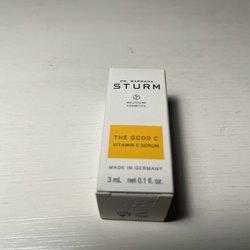 DR. BARBARA
STURM
MOLECULAR
COSMETICS
THE GOOD C
VITAMIN C SERUM
MADE IN GERMANY
3 mL net 0.1 fl. oz.